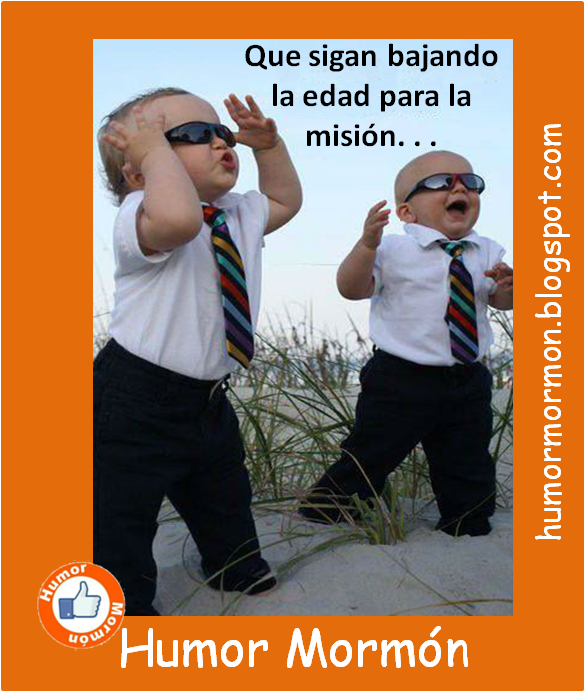 Que sigan bajando
la edad para la
misión. . .
humormormon.blogspot.com
Humor
Mormón
Humor Mormón